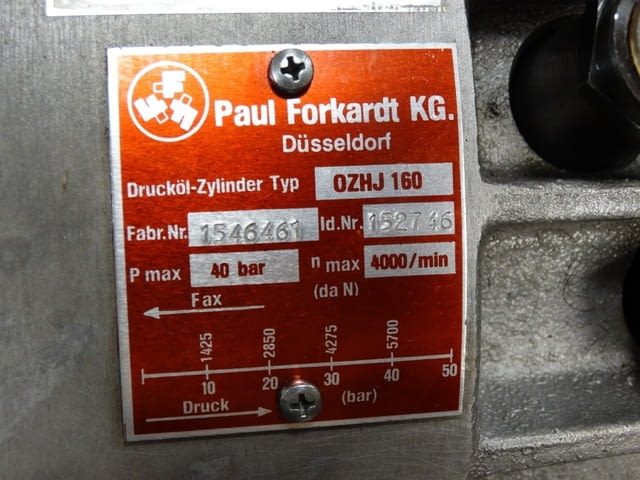 Paul Forkardt KG.
Düsseldorf
Drucköl-Zylinder Typ OZHJ 160
Fabr.Nr. 1546461 Id.Nr. 152746
P max 40 bar n max 4000/min
Fax (da N)
1425 2850 4275 5700
10 20 30 40 50
Druck (bar)